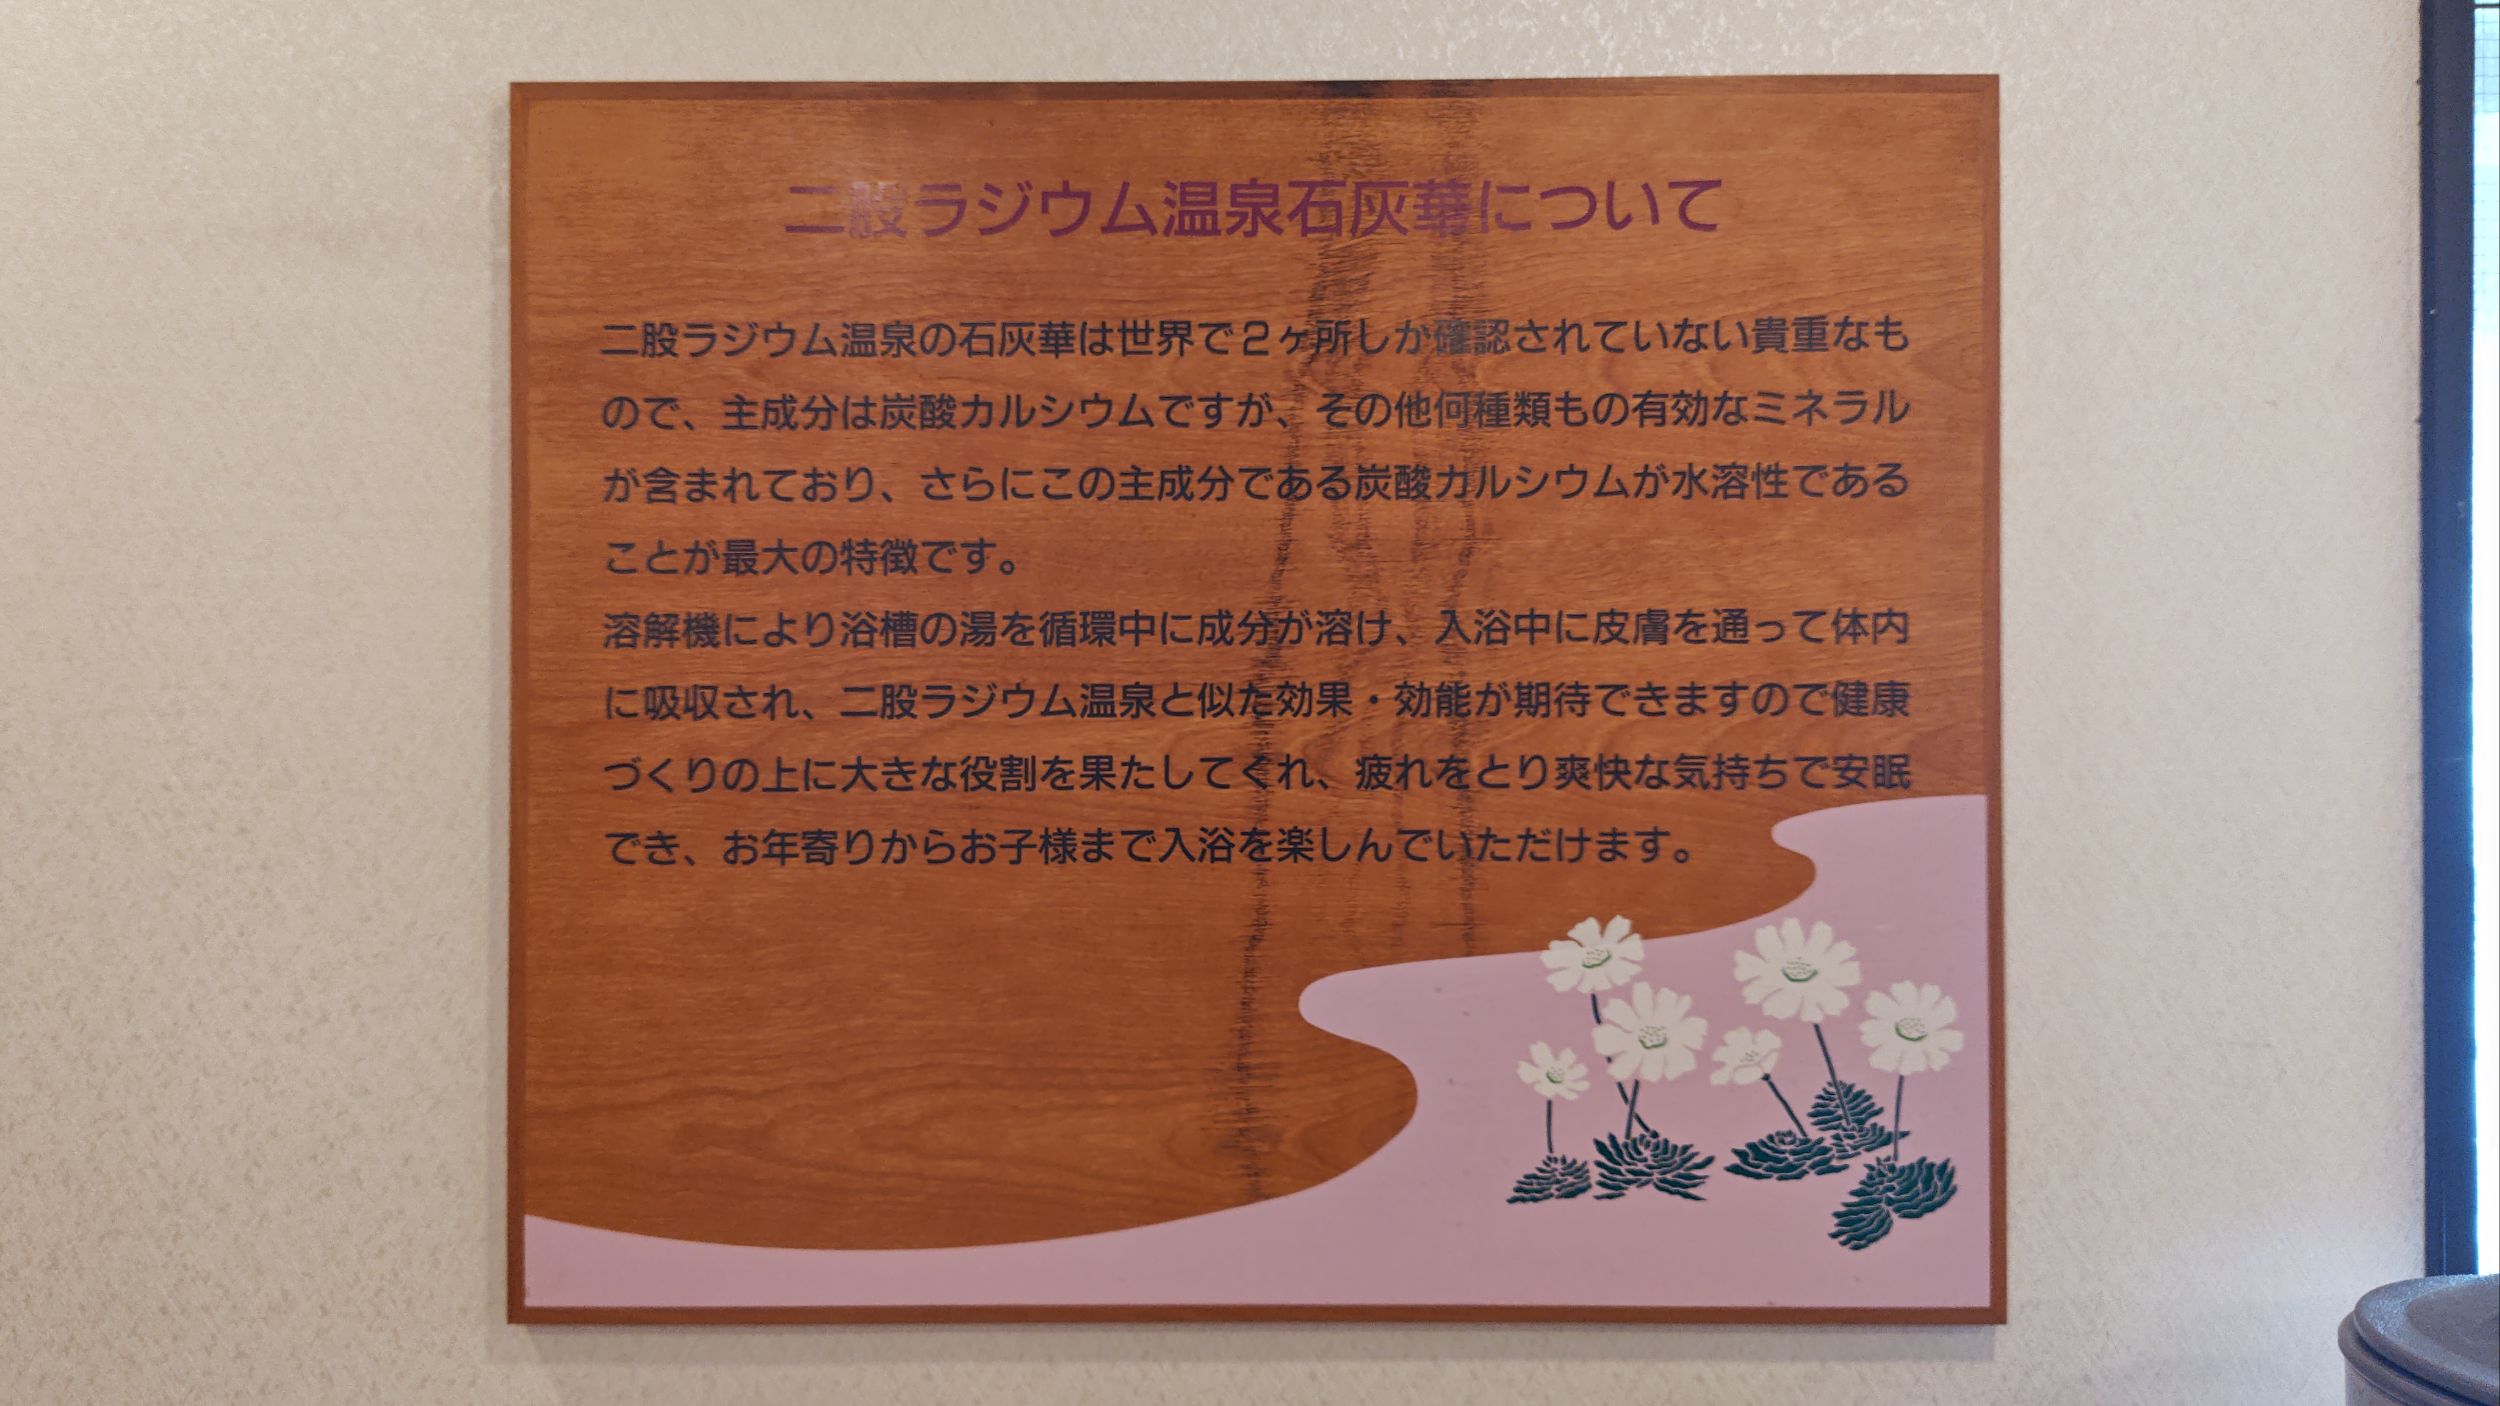 二股ラジウム温泉石灰華について
二股ラジウム温泉の石灰華は世界で２ヶ所しか確認されていない貴重なも
ので、主成分は炭酸カルシウムですが、その他何種類もの有効なミネラル
が含まれており、さらにこの主成分である炭酸カルシウムが水溶性である
ことが最大の特徴です。
溶解機により浴槽の湯を循環中に成分が溶け、入浴中に皮膚を通って体内
に吸収され、二股ラジウム温泉と似た効果・効能が期待できますので健康
づくりの上に大きな役割を果たしてくれ、疲れをとり爽快な気持ちで安眠
でき、お年寄りからお子様まで入浴を楽しんでいただけます。